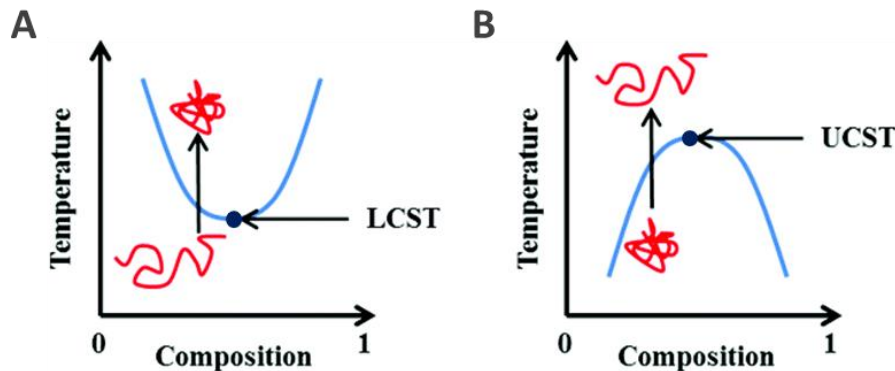 A
Temperature
LCST
0
Composition
1
B
Temperature
UCST
0
Composition
1